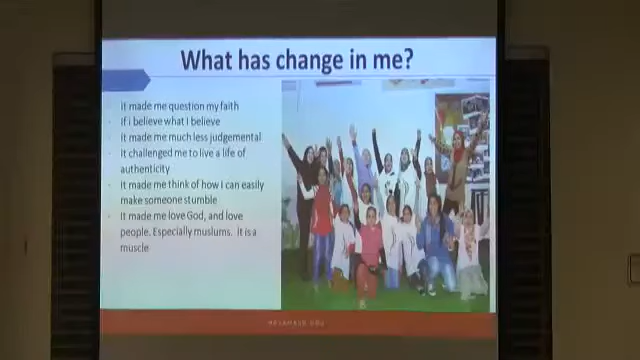 What has change in me?
it made me question my faith
If i believe what I believe
It made me much less judgemental
It challenged me to live a life of
authenticity
It made me think of how I can easily
make someone stumble
It made me love God, and love
people. Especially muslums. It is a
muscle